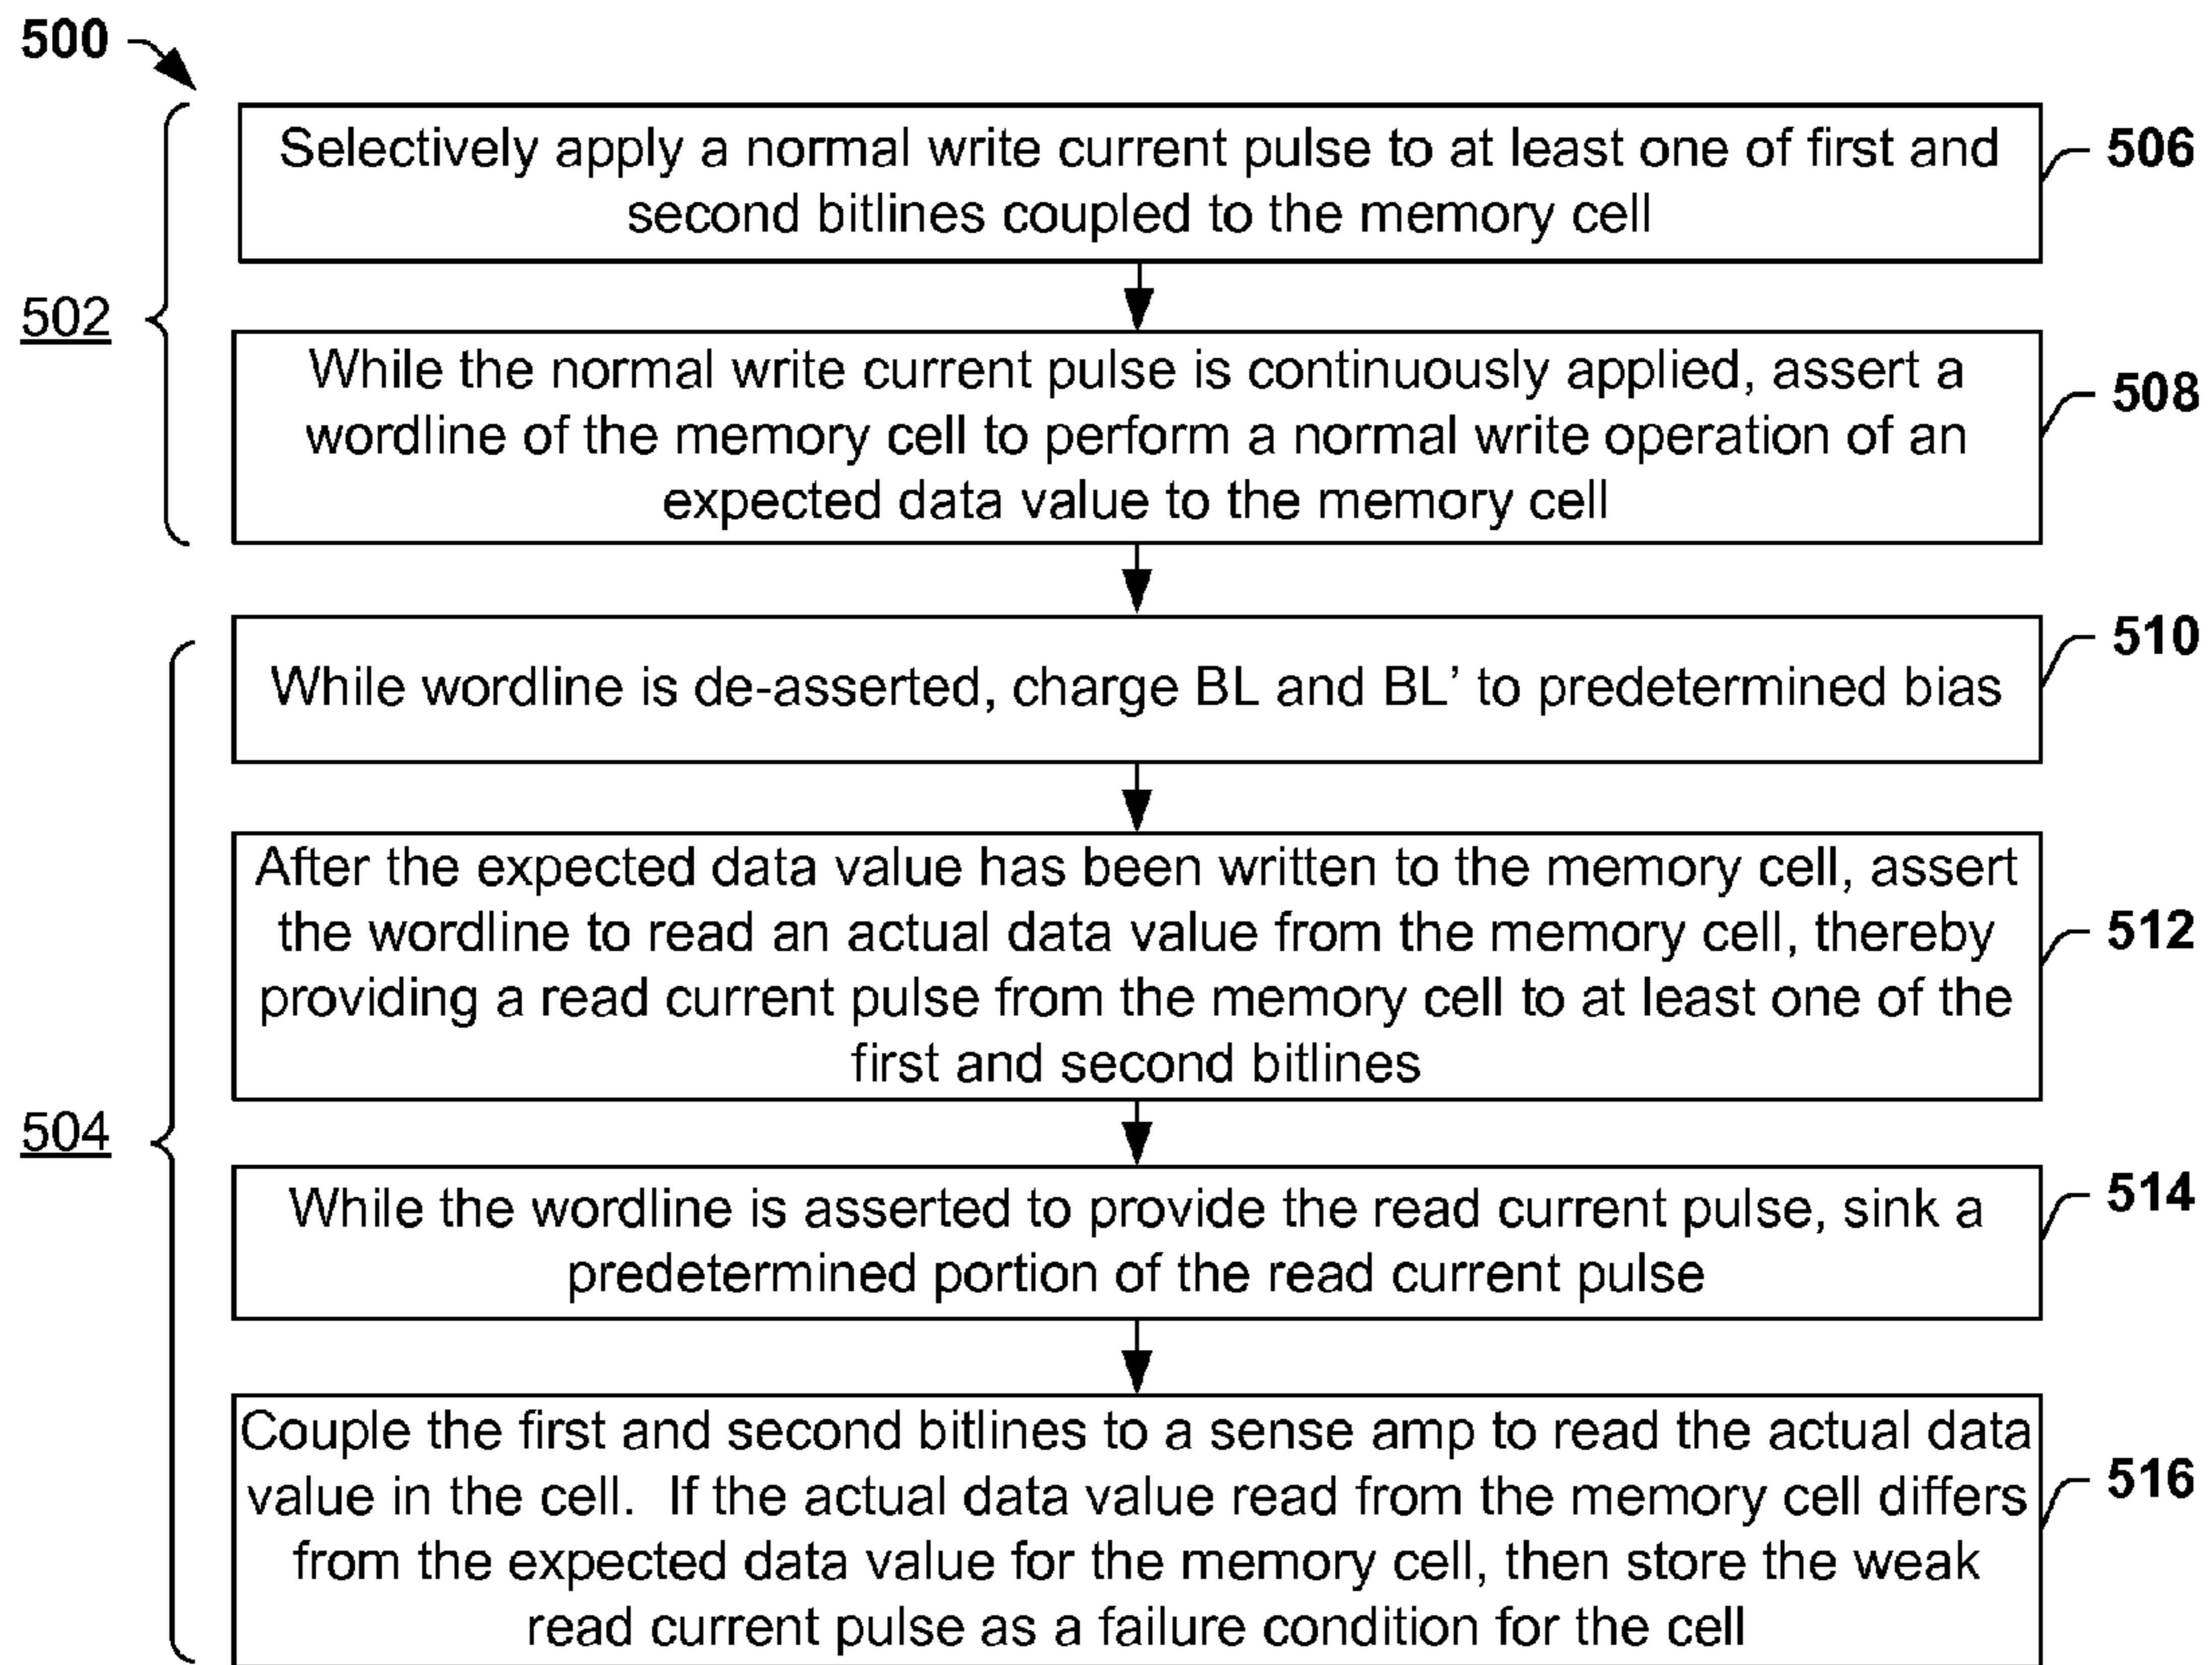 500
Selectively apply a normal write current pulse to at least one of first and
second bitlines coupled to the memory cell
506
502
While the normal write current pulse is continuously applied, assert a
wordline of the memory cell to perform a normal write operation of an
expected data value to the memory cell
508
While wordline is de-asserted, charge BL and BL’ to predetermined bias
510
After the expected data value has been written to the memory cell, assert
the wordline to read an actual data value from the memory cell, thereby
providing a read current pulse from the memory cell to at least one of the
first and second bitlines
512
504
While the wordline is asserted to provide the read current pulse, sink a
predetermined portion of the read current pulse
514
Couple the first and second bitlines to a sense amp to read the actual data
value in the cell. If the actual data value read from the memory cell differs
from the expected data value for the memory cell, then store the weak
read current pulse as a failure condition for the cell
516